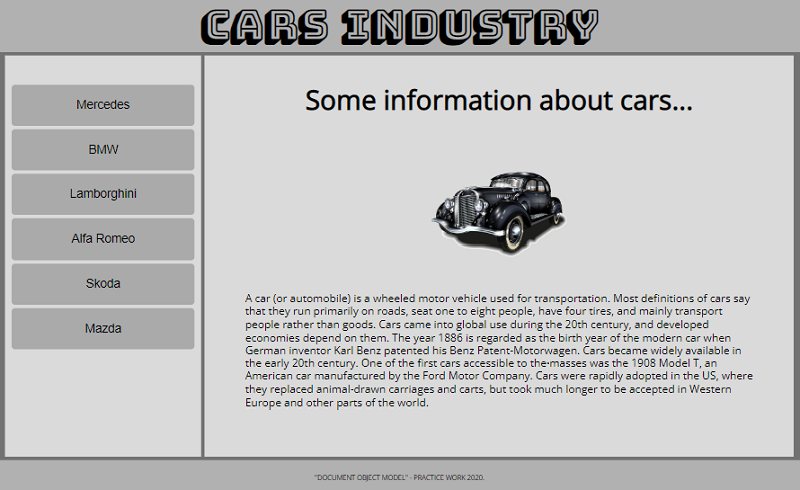 CARS INDUSTRY
Mercedes
BMW
Lamborghini
Alfa Romeo
Skoda
Mazda
Some information about cars...
A car (or automobile) is a wheeled motor vehicle used for transportation. Most definitions of cars say
that they run primarily on roads, seat one to eight people, have four tires, and mainly transport
people rather than goods. Cars came into global use during the 20th century, and developed
economies depend on them. The year 1886 is regarded as the birth year of the modern car when
German inventor Karl Benz patented his Benz Patent-Motorwagen. Cars became widely available in
the early 20th century. One of the first cars accessible to the-masses was the 1908 Model T, an
American car manufactured by the Ford Motor Company. Cars were rapidly adopted in the US, where
they replaced animal-drawn carriages and carts, but took much longer to be accepted in Western
Europe and other parts of the world.
"DOCUMENT OBJECT MODEL" - PRACTICE WORK 2020.